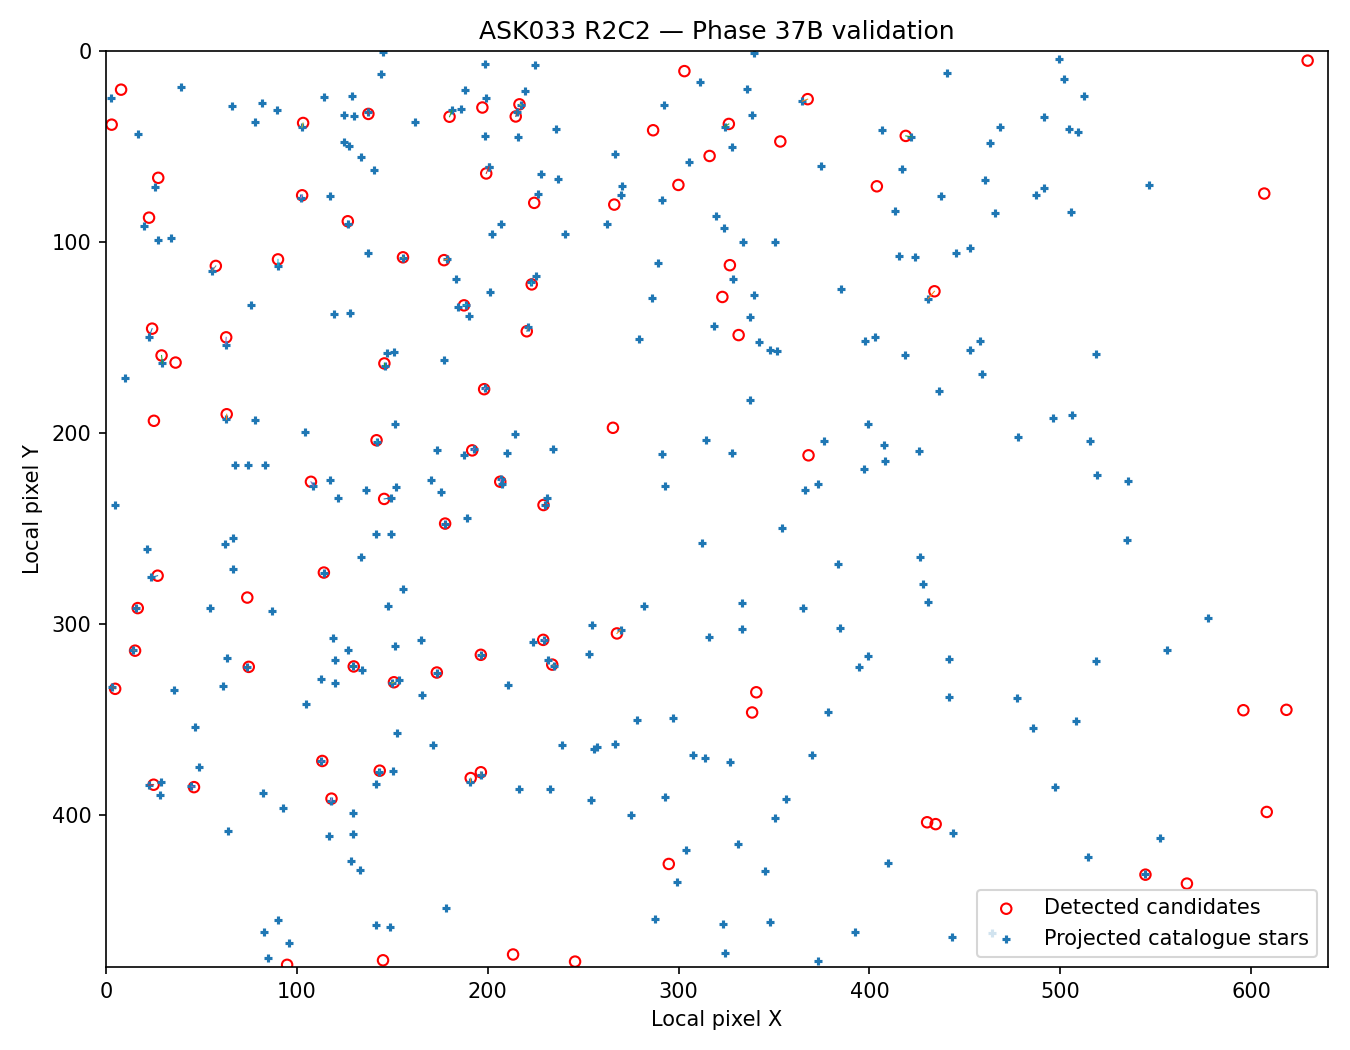 ASK033 R2C2 — Phase 37B validation
0
100
200
300
400
Local pixel Y
0
100
200
300
400
500
600
Local pixel X
Detected candidates
Projected catalogue stars